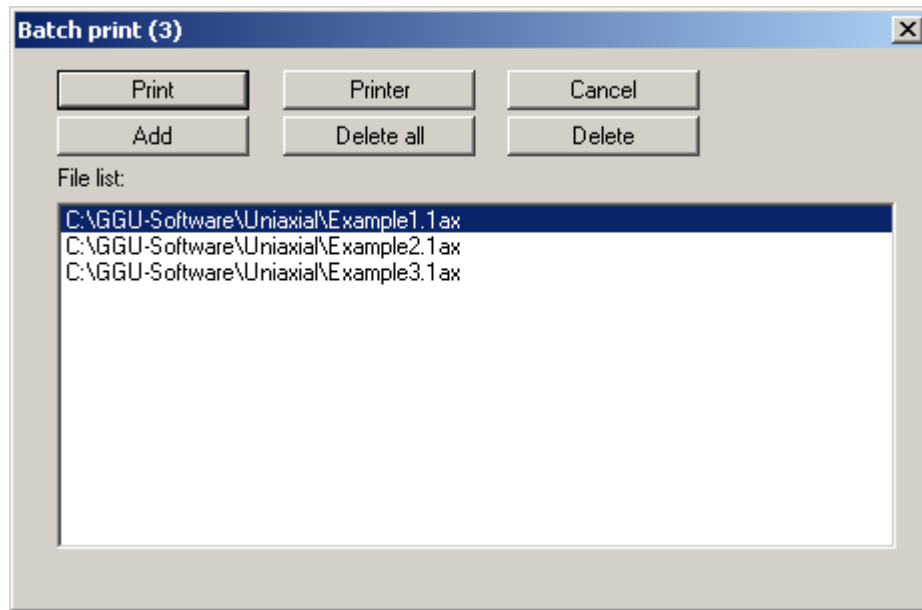 Batch print (3)
Print Printer Cancel
Add Delete all Delete
File list:
C:\GGU-Software\Uniaxial\Example1.1ax
C:\GGU-Software\Uniaxial\Example2.1ax
C:\GGU-Software\Uniaxial\Example3.1ax